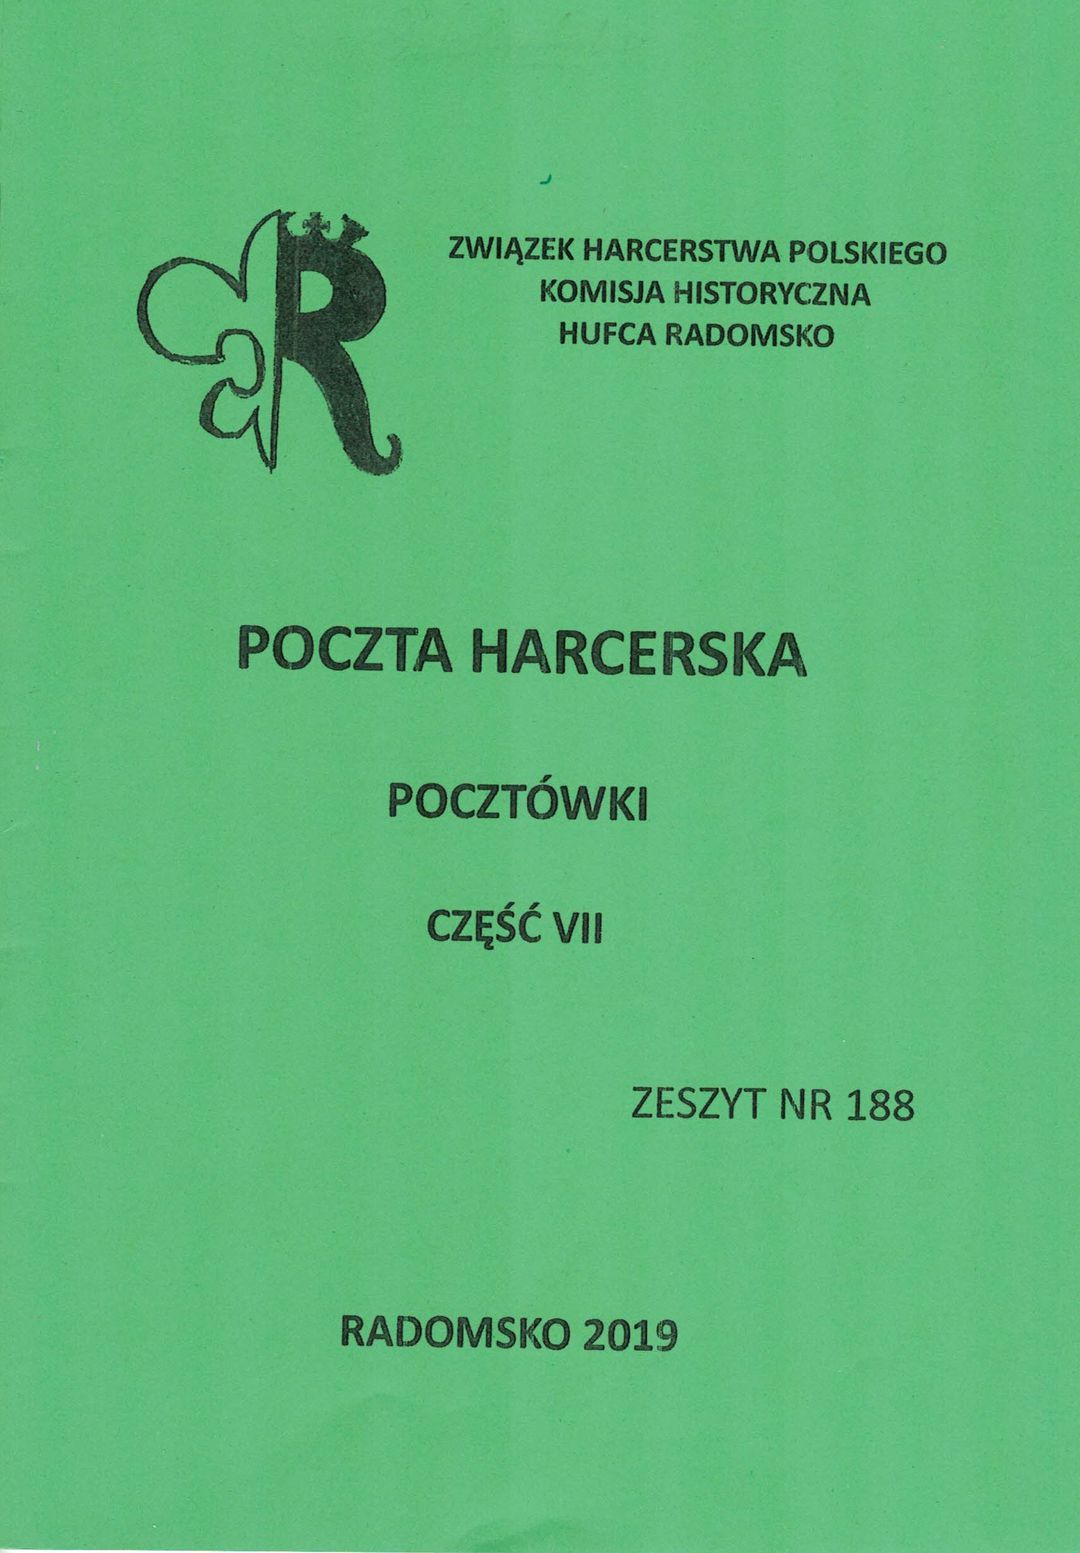 ZWIĄZEK HARCERSTWA POLSKIEGO
KOMISJA HISTORYCZNA
HUFCA RADOMSKO
R
POCZTA HARCERSKA
POCZTÓWKI
CZĘŚĆ VII
ZESZYT NR 188
RADOMSKO 2019